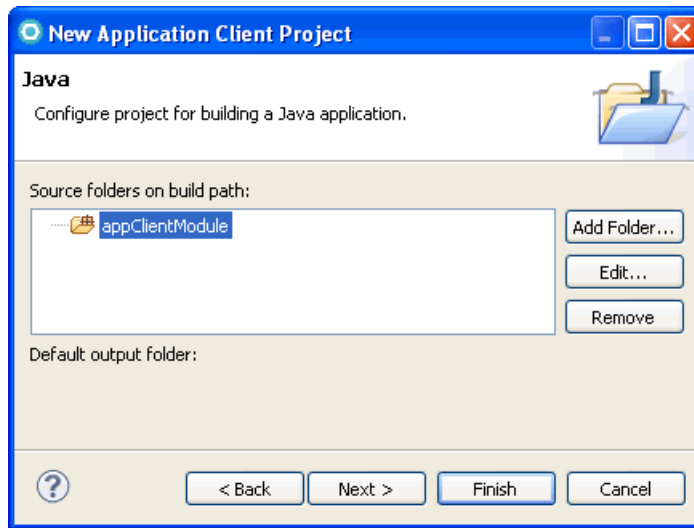 New Application Client Project
Java
Configure project for building a Java application.
Source folders on build path:
appClientModule
Add Folder...
Edit...
Remove
Default output folder:
?
< Back
Next >
Finish
Cancel